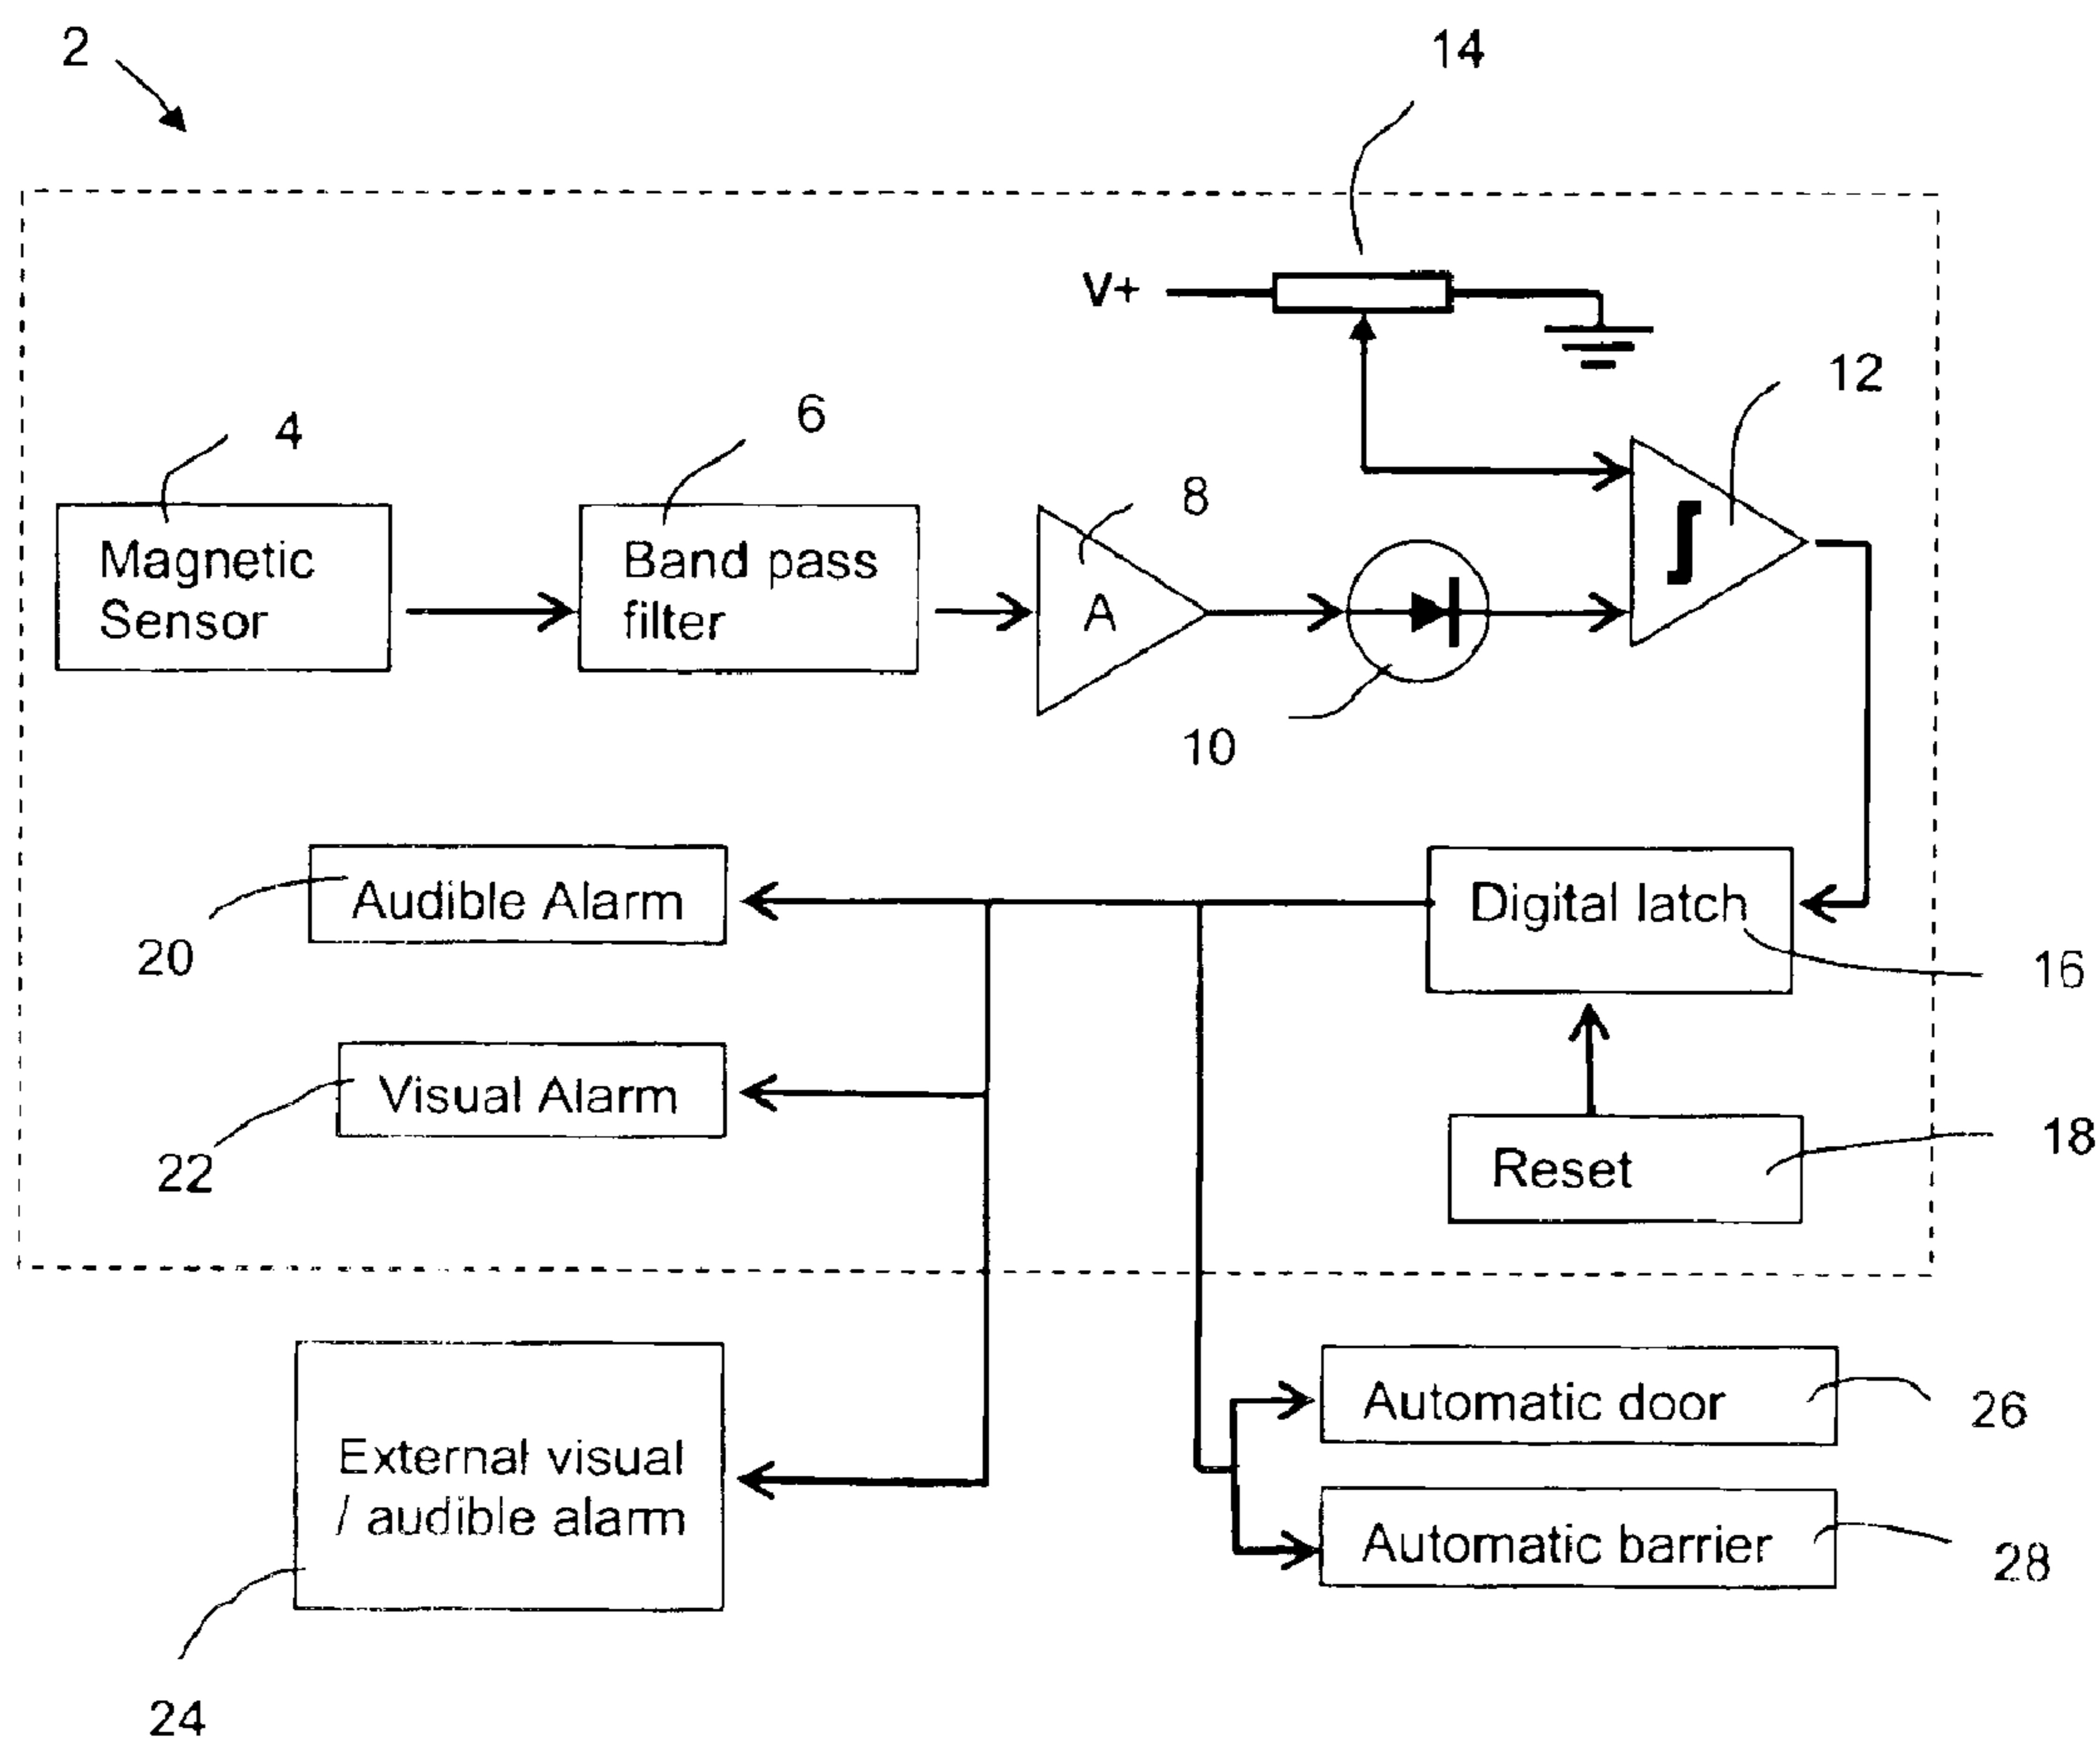 2
14
V+
12
4
6
8
Magnetic
Sensor
Band pass
filter
A
∫
10
Audible Alarm
Digital latch
20
16
Visual Alarm
22
Reset
18
External visual
/ audible alarm
24
Automatic door
26
Automatic barrier
28